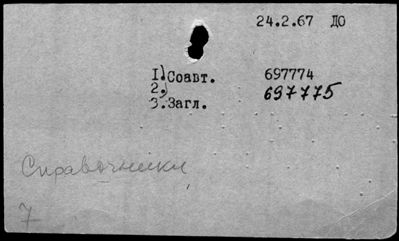 24.2.67 ДО
1) Соавт. 697774
2) 697775
3. Загл.
Справочники
7